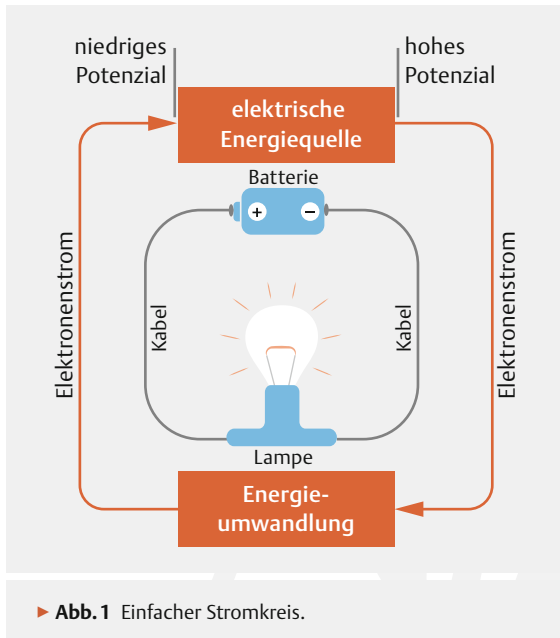 niedriges
Potenzial
hohes
Potenzial
elektrische
Energiequelle
Batterie
+ −
Elektronenstrom
Kabel
Kabel
Elektronenstrom
Lampe
Energie-
umwandlung
► Abb. 1 Einfacher Stromkreis.